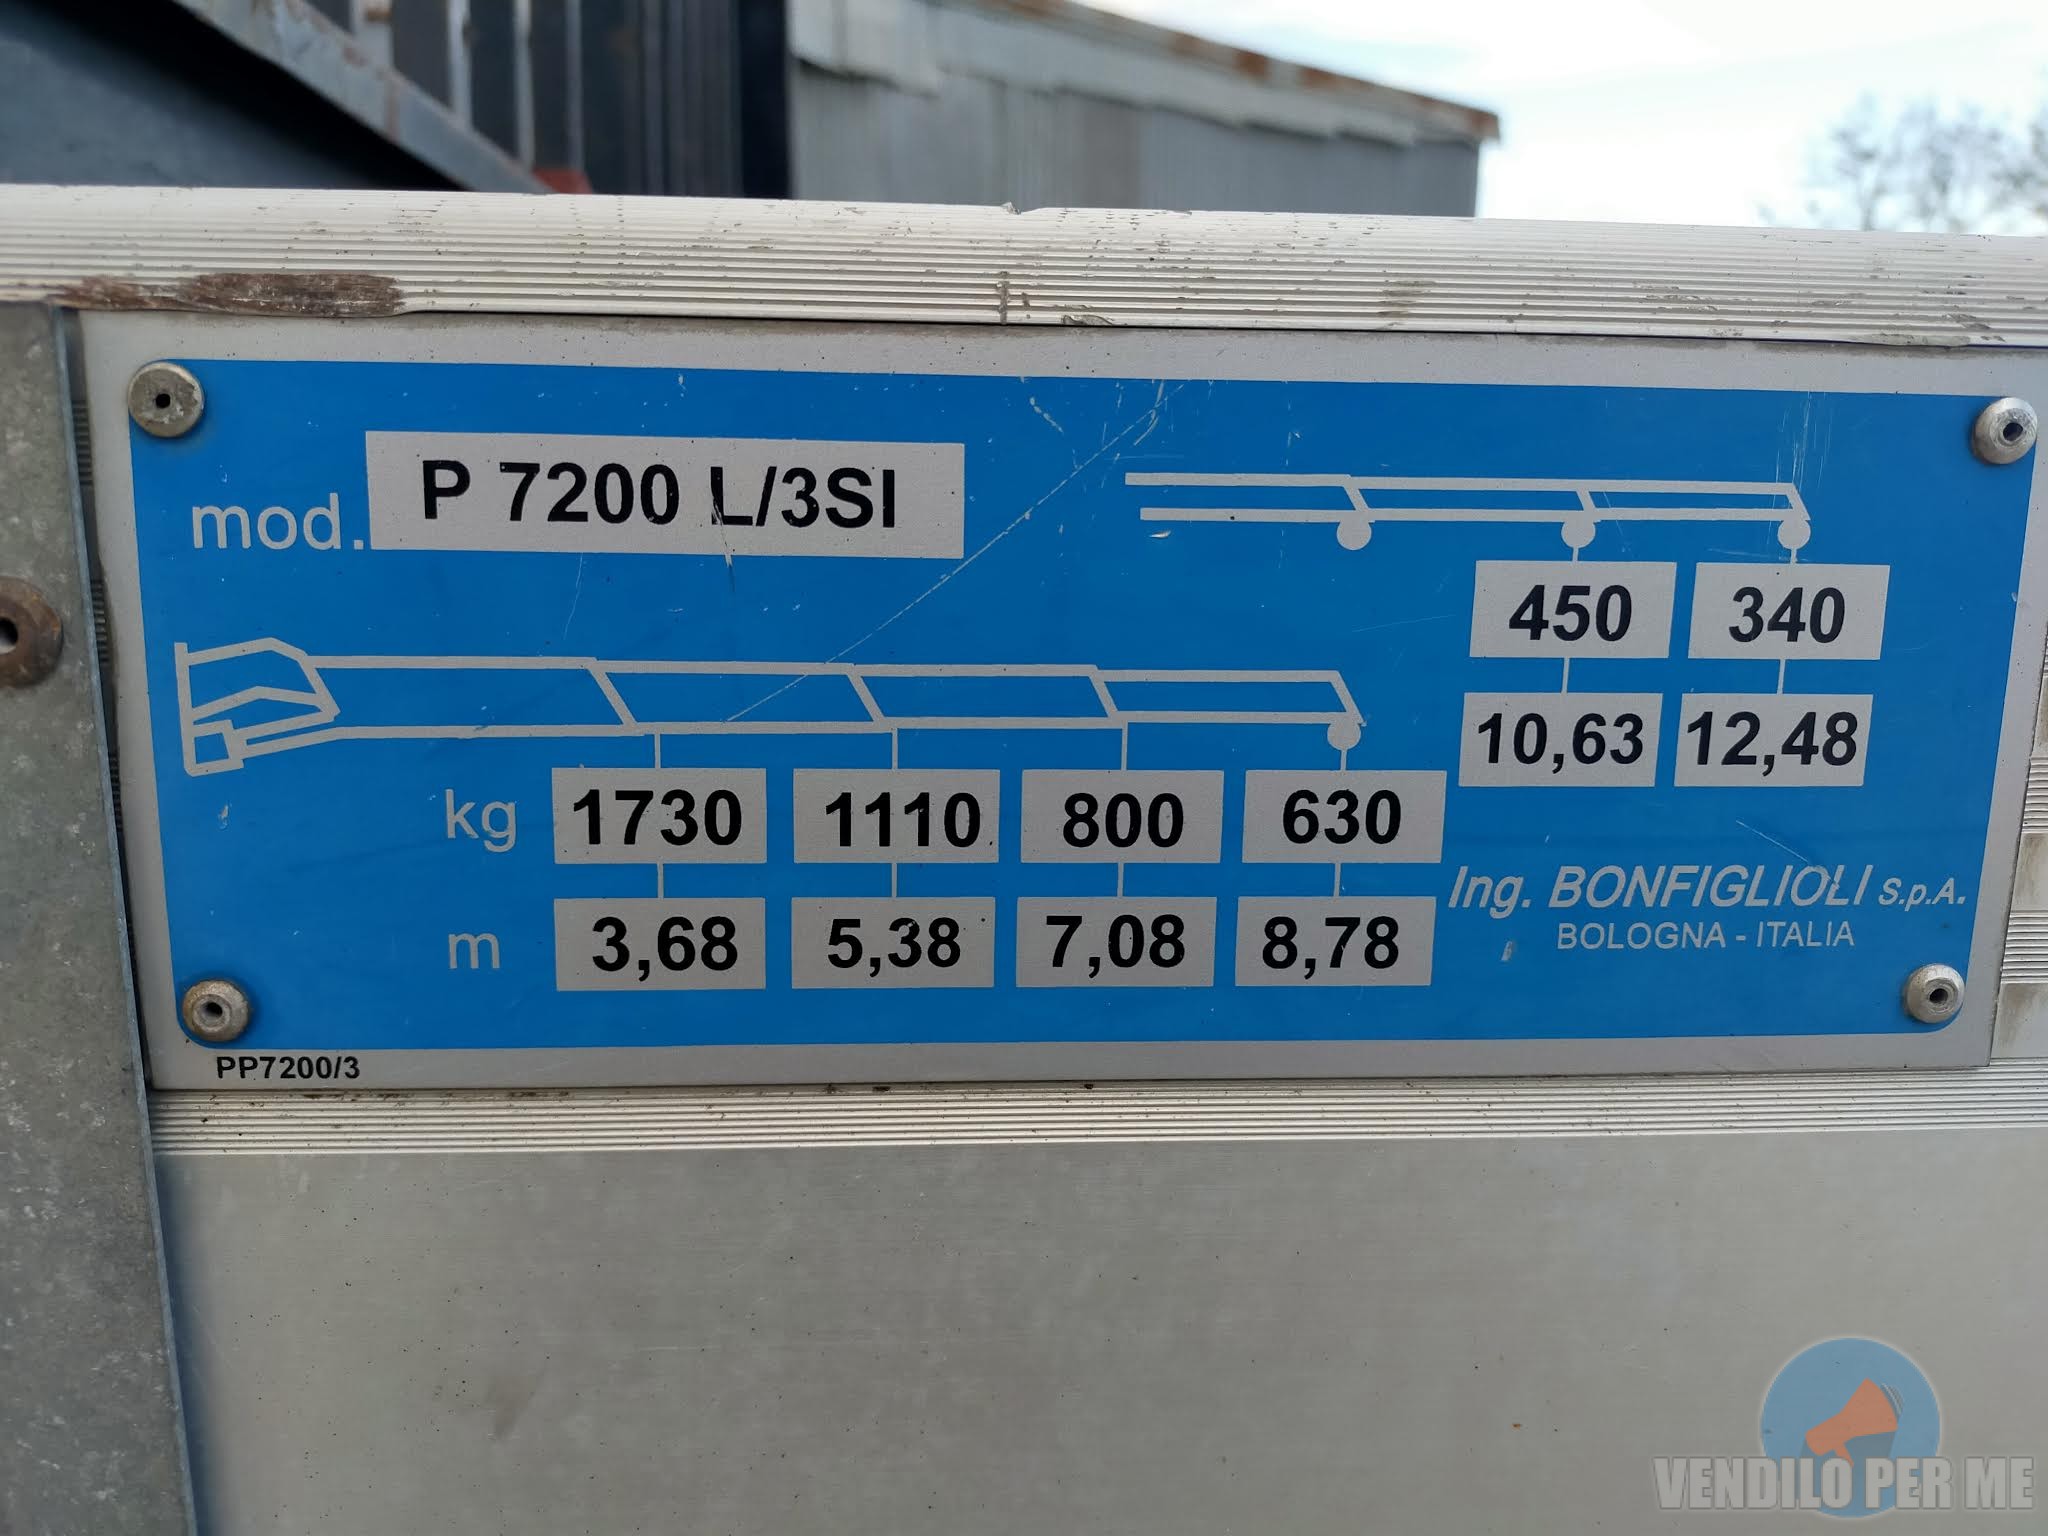 mod. P 7200 L/3SI
450 340
10,63 12,48
kg 1730 1110 800 630
m 3,68 5,38 7,08 8,78
Ing. BONFIGLIOLI S.p.A.
BOLOGNA - ITALIA
PP7200/3
VENDILO PER ME